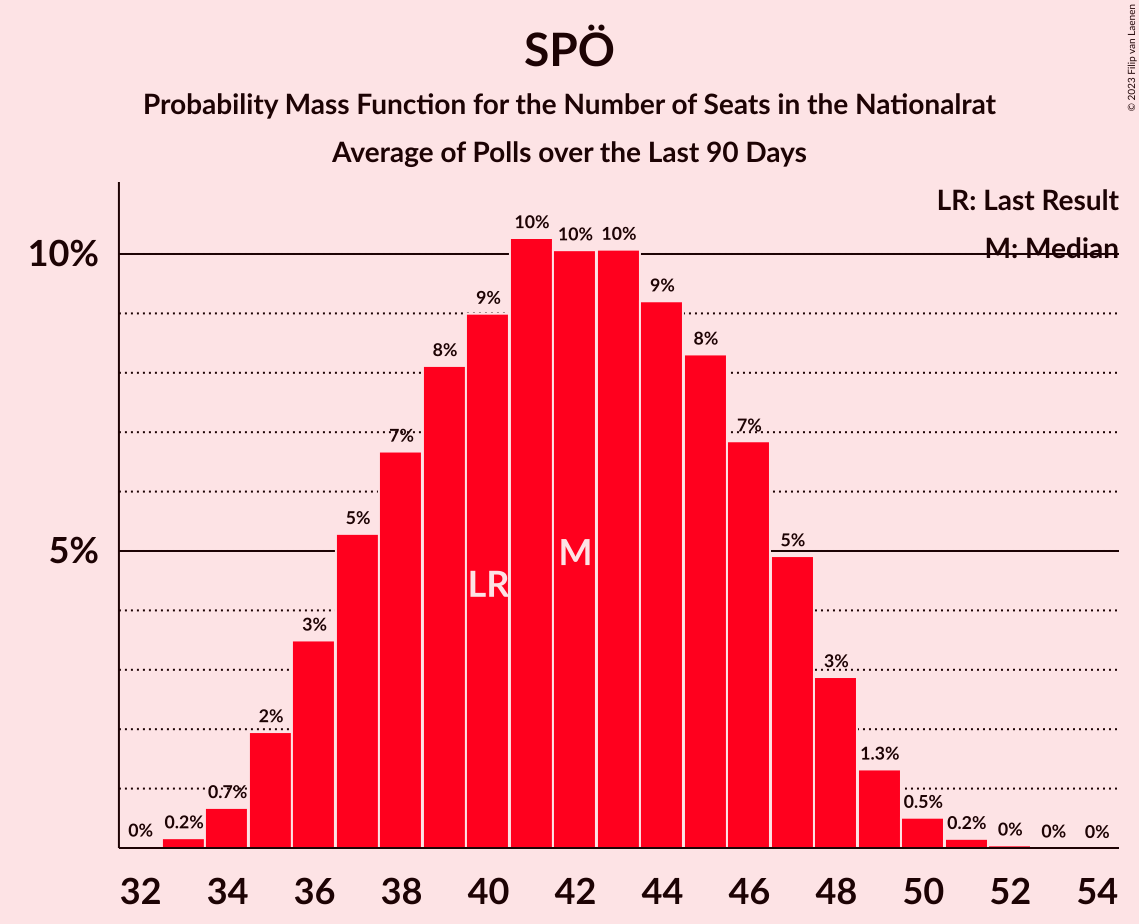 SPÖ
Probability Mass Function for the Number of Seats in the Nationalrat
Average of Polls over the Last 90 Days
© 2023 Filip van Laenen
LR: Last Result
M: Median
10%
5%
0% 0.2% 0.7% 2% 3% 5% 7% 8% 9% 10% 10% 10% 9% 8% 7% 5% 3% 1.3% 0.5% 0.2% 0% 0% 0%
LR
M
32 34 36 38 40 42 44 46 48 50 52 54